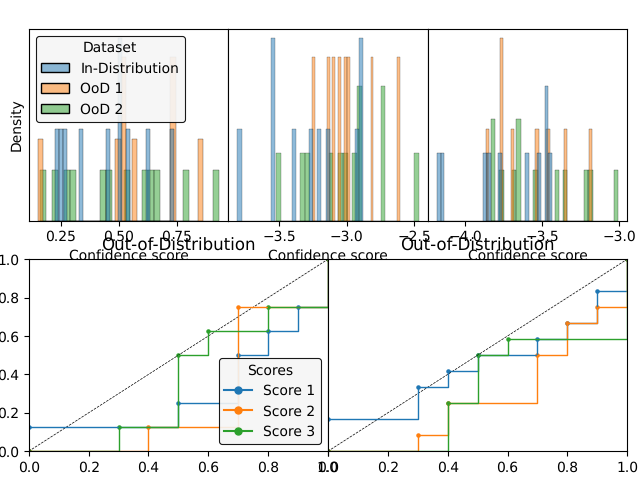 Density
Dataset
In-Distribution
OoD 1
OoD 2
0.25 0.50 0.75
−3.5 −3.0 −2.5
−4.0 −3.5 −3.0
Confidence score Confidence score Confidence score
Out-of-Distribution Out-of-Distribution
1.0
0.8
0.6
0.4
0.2
0.0
Scores
Score 1
Score 2
Score 3
0.0 0.2 0.4 0.6 0.8 1.0
0.0 0.2 0.4 0.6 0.8 1.0